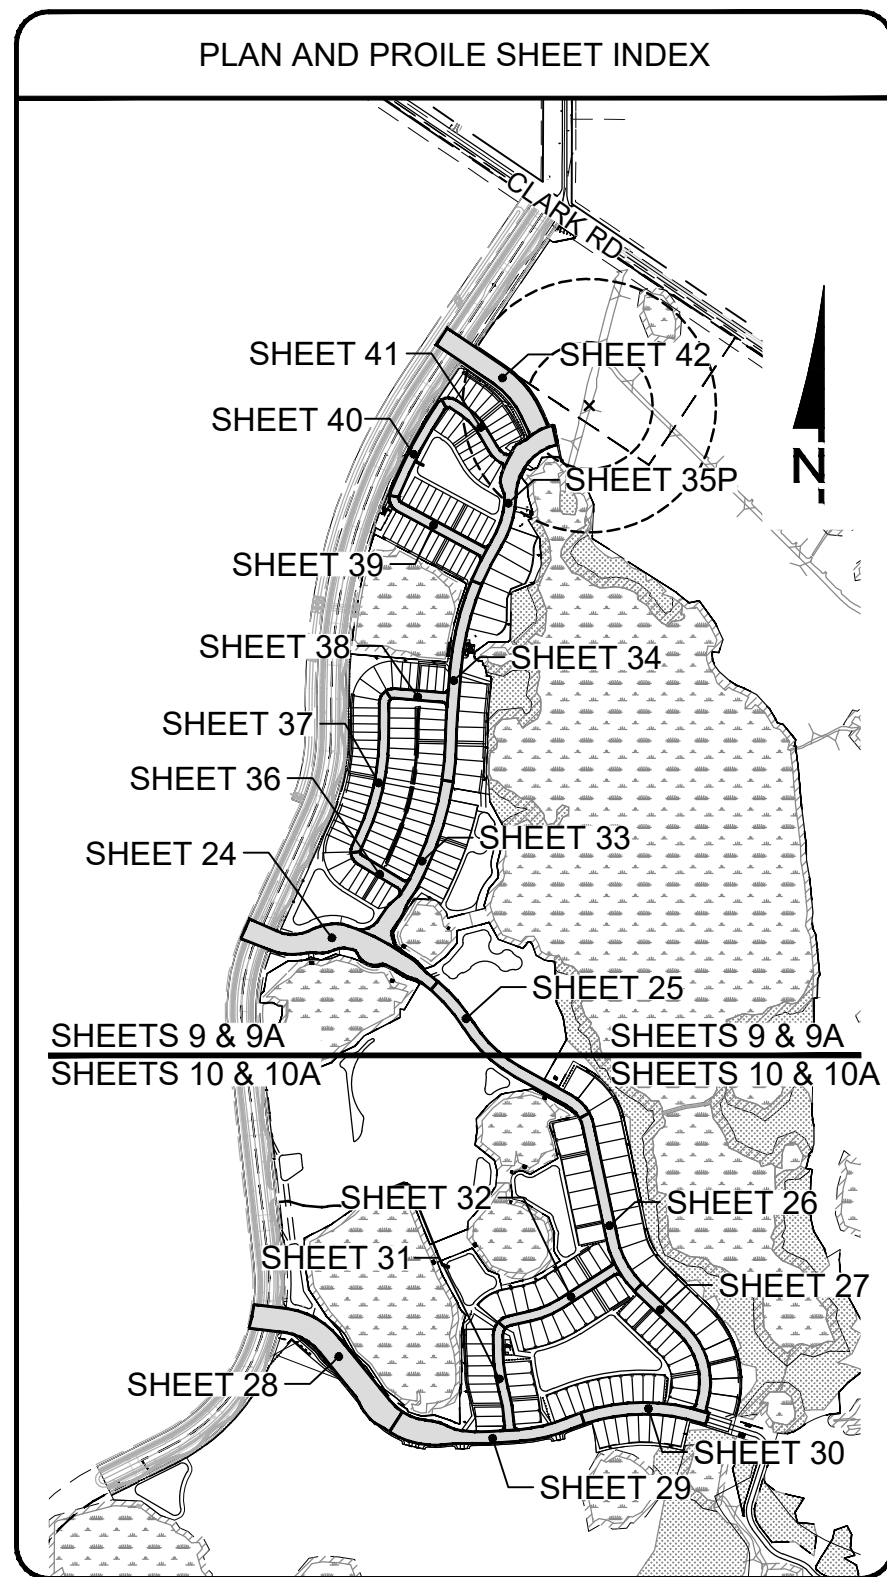 PLAN AND PROILE SHEET INDEX
CLARK RD
SHEET 41
SHEET 42
SHEET 40
SHEET 35P
N
SHEET 39
SHEET 38
SHEET 34
SHEET 37
SHEET 36
SHEET 33
SHEET 24
SHEET 25
SHEETS 9 & 9A
SHEETS 9 & 9A
SHEETS 10 & 10A
SHEETS 10 & 10A
SHEET 32
SHEET 26
SHEET 31
SHEET 27
SHEET 28
SHEET 30
SHEET 29